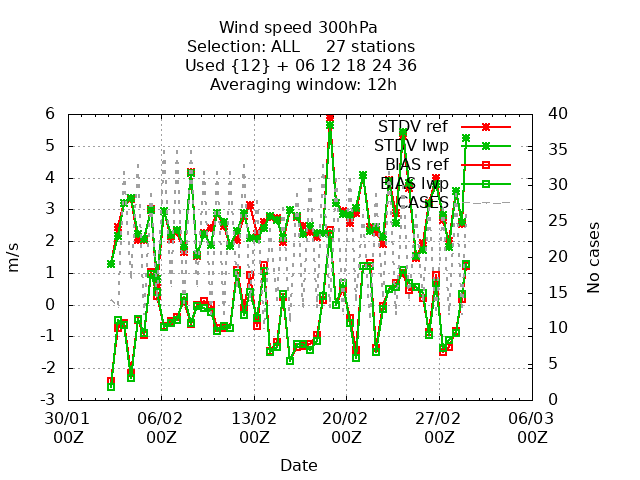 Wind speed 300hPa
Selection: ALL 27 stations
Used {12} + 06 12 18 24 36
Averaging window: 12h
STDV ref
STDV lwp
BIAS ref
BIAS lwp
CASES
6
5
4
3
2
1
0
-1
-2
-3
m/s
40
35
30
25
20
15
10
5
0
No cases
30/01 06/02 13/02 20/02 27/02 06/03
00Z 00Z 00Z 00Z 00Z 00Z
Date